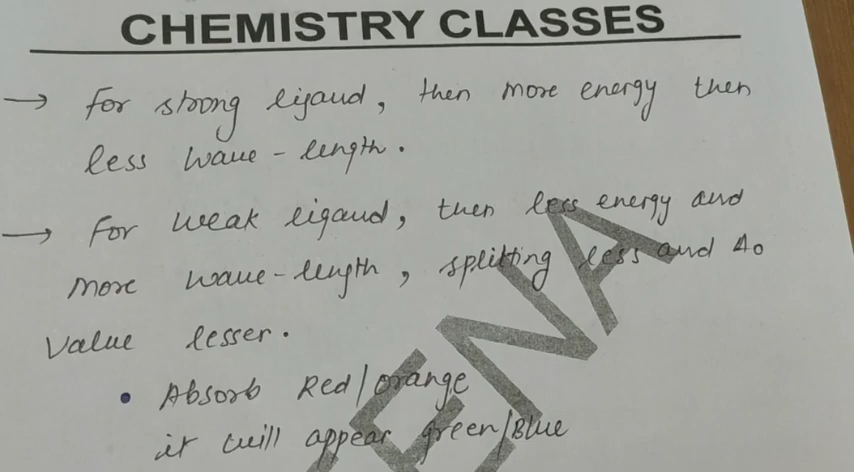 CHEMISTRY CLASSES
→ For strong ligand, then more energy then
less wave-length.
→ For weak ligand, then less energy and
more wave-length, splitting less and Δo
value lesser.
• Absorb Red/orange
it will appear green/Blue
ENA